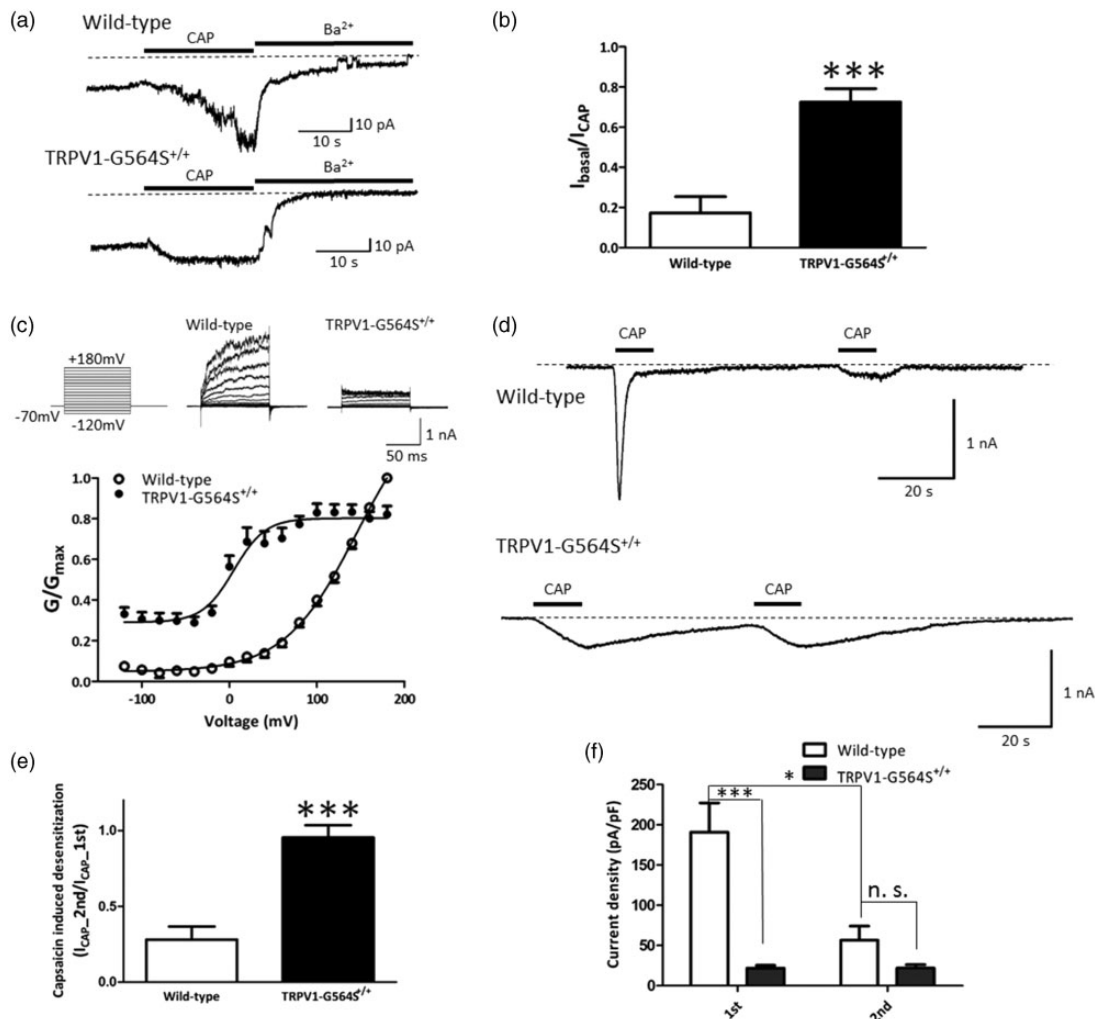 (a)
Wild-type
CAP
Ba2+
10 pA
10 s
TRPV1-G564S+/+
CAP
Ba2+
10 pA
10 s
(b)
Ibasal/ICAP
1.0
0.8
0.6
0.4
0.2
0.0
***
Wild-type
TRPV1-G564S+/+
(c)
Wild-type
TRPV1-G564S+/+
+180mV
-70mV
-120mV
1 nA
50 ms
Wild-type
TRPV1-G564S+/+
G/Gmax
1.0
0.8
0.6
0.4
0.2
0.0
-100
0
100
200
Voltage (mV)
(d)
CAP
CAP
Wild-type
1 nA
20 s
TRPV1-G564S+/+
CAP
CAP
1 nA
20 s
(e)
Capsaicin induced desensitization
(ICAP_2nd/ICAP_1st)
1.0
0.5
0.0
***
Wild-type
TRPV1-G564S+/+
(f)
Wild-type
TRPV1-G564S+/+
Current density (pA/pF)
250
200
150
100
50
0
*
***
n. s.
1st
2nd